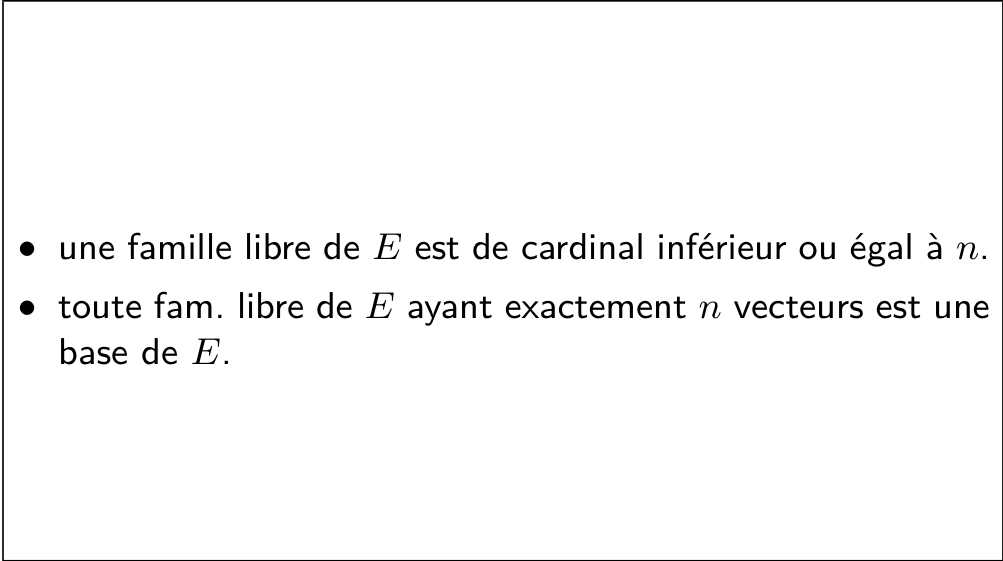 • une famille libre de E est de cardinal inférieur ou égal à n.
• toute fam. libre de E ayant exactement n vecteurs est une
base de E.